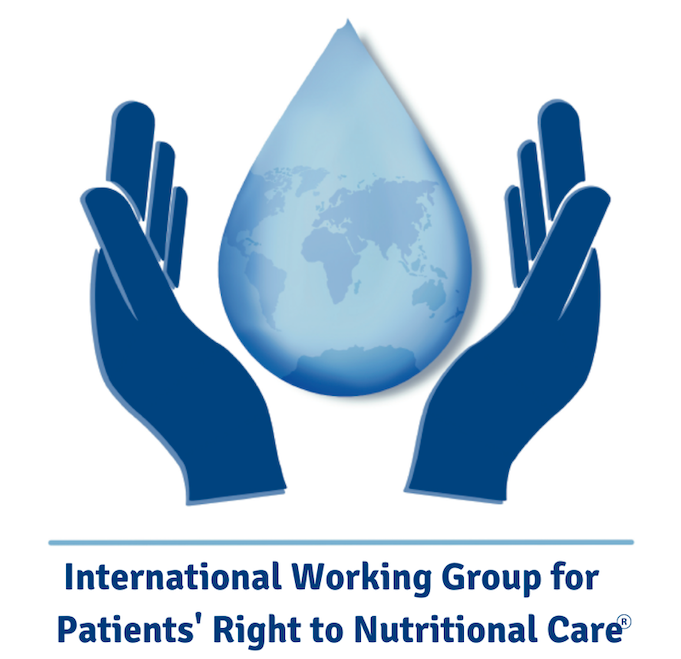 International Working Group for
Patients' Right to Nutritional Care®